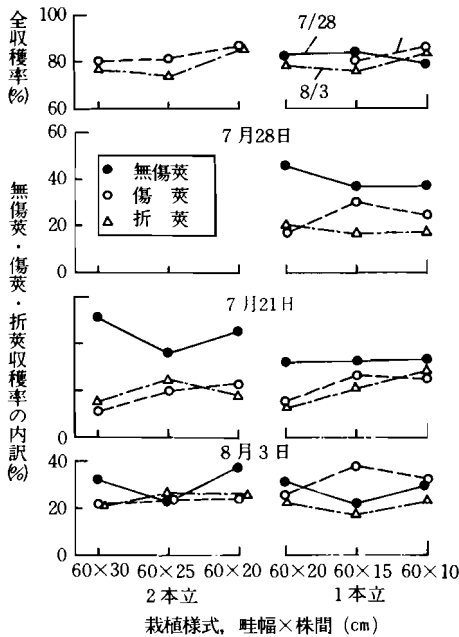 全収穫率(%)
100
80
60
7/28
8/3
無傷莢・傷莢・折莢収穫率の内訳(%)
7月28日
60
40
20
0
無傷莢
傷莢
折莢
7月21日
0
8月3日
40
20
0
60×30 60×25 60×20 60×20 60×15 60×10
2本立 1本立
栽植様式，畦幅×株間（cm）